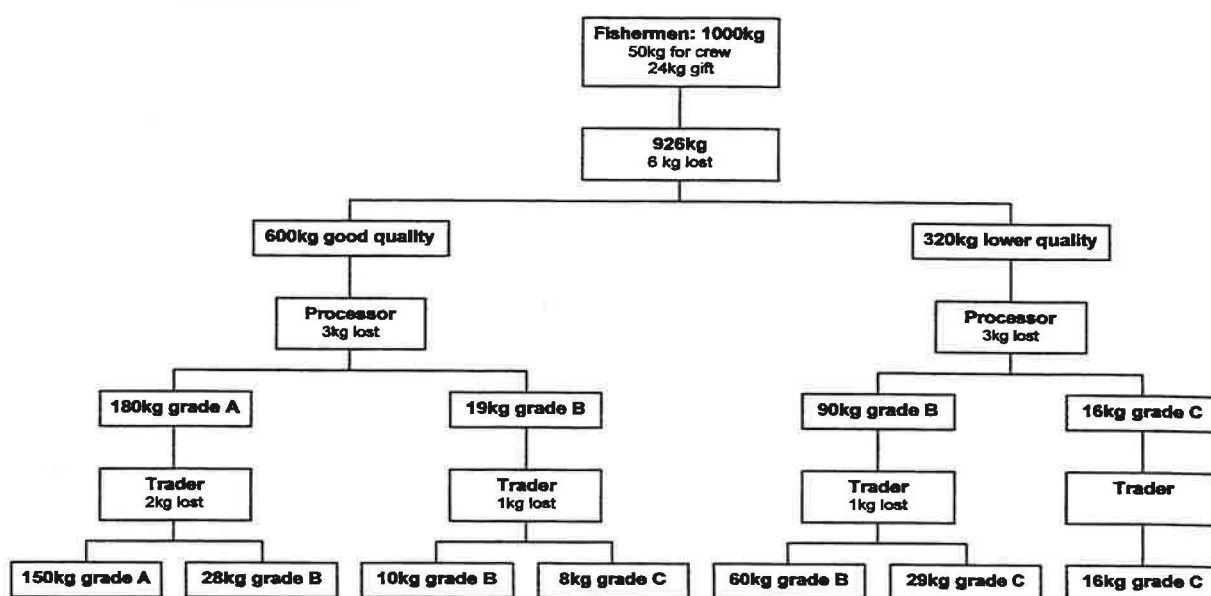 Fishermen: 1000kg
50kg for crew
24kg gift
926kg
6 kg lost
600kg good quality
320kg lower quality
Processor
3kg lost
Processor
3kg lost
180kg grade A
19kg grade B
90kg grade B
16kg grade C
Trader
2kg lost
Trader
1kg lost
Trader
1kg lost
Trader
150kg grade A
28kg grade B
10kg grade B
8kg grade C
60kg grade B
29kg grade C
16kg grade C